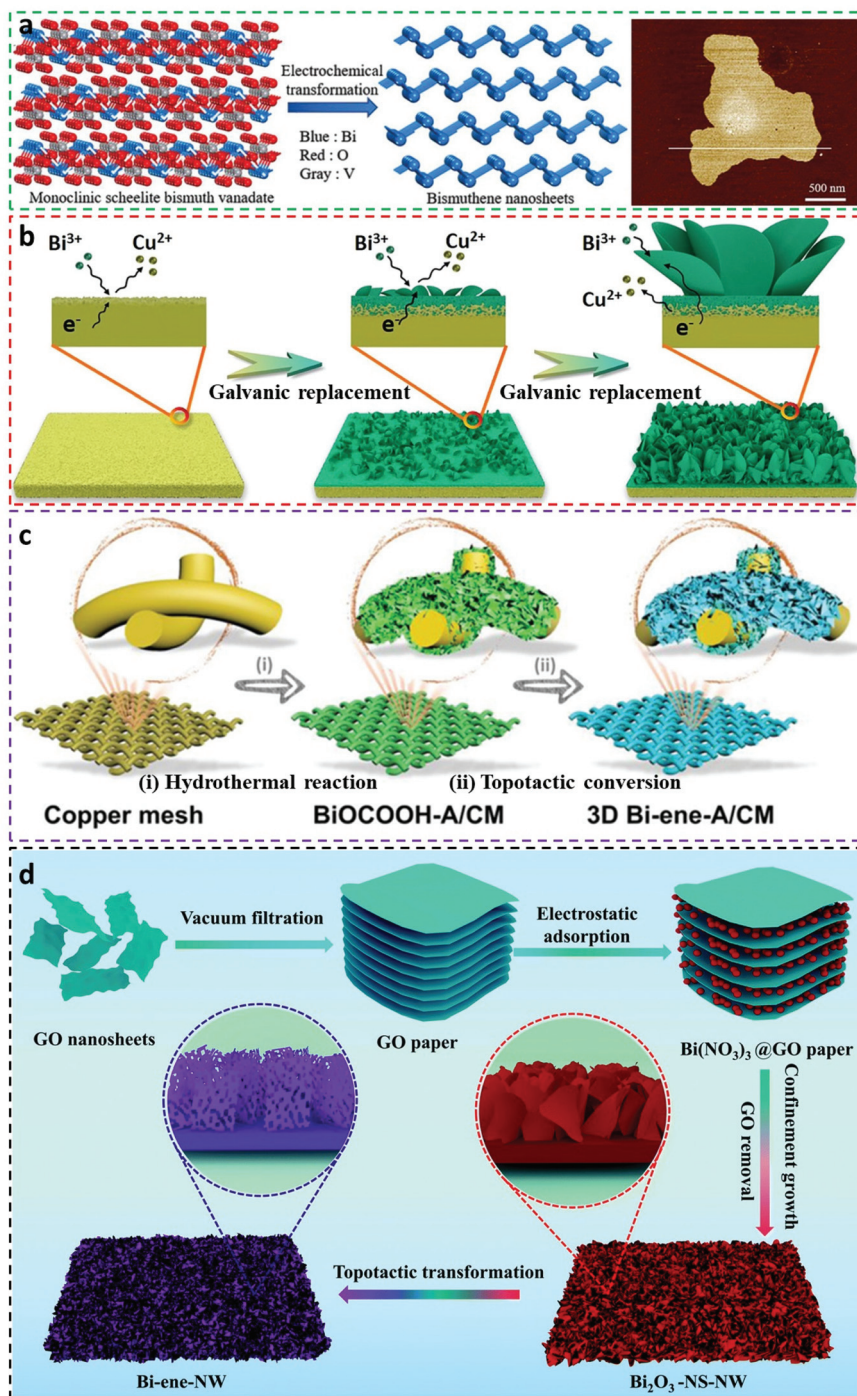 a
Electrochemical
transformation
Blue : Bi
Red : O
Gray : V
Monoclinic scheelite bismuth vanadate
Bismuthene nanosheets
500 nm
b
Bi³⁺
Cu²⁺
e⁻
Bi³⁺
Cu²⁺
e⁻
Bi³⁺
Cu²⁺
e⁻
Galvanic replacement
Galvanic replacement
c
(i)
(ii)
(i) Hydrothermal reaction
(ii) Topotactic conversion
Copper mesh
BiOCOOH-A/CM
3D Bi-ene-A/CM
d
Vacuum filtration
Electrostatic
adsorption
GO nanosheets
GO paper
Bi(NO₃)₃ @GO paper
Confinement growth
GO removal
Topotactic transformation
Bi-ene-NW
Bi₂O₃ -NS-NW